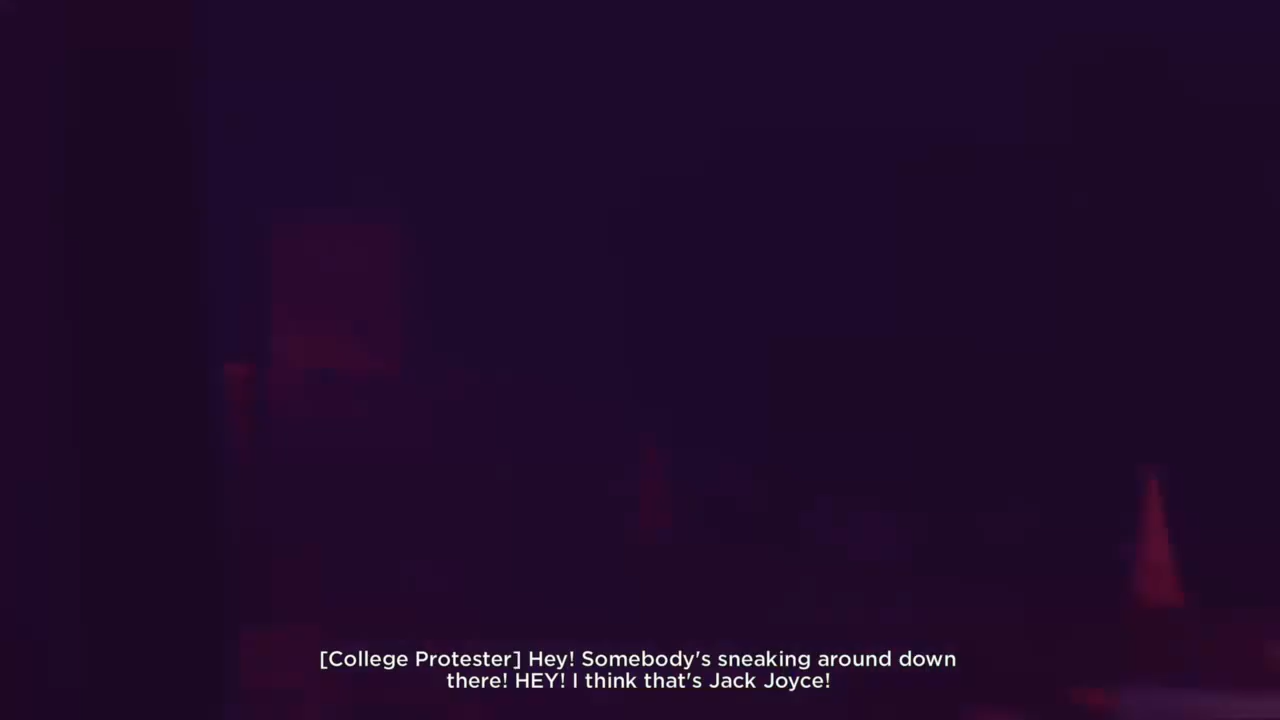 [College Protester] Hey! Somebody's sneaking around down
there! HEY! I think that's Jack Joyce!